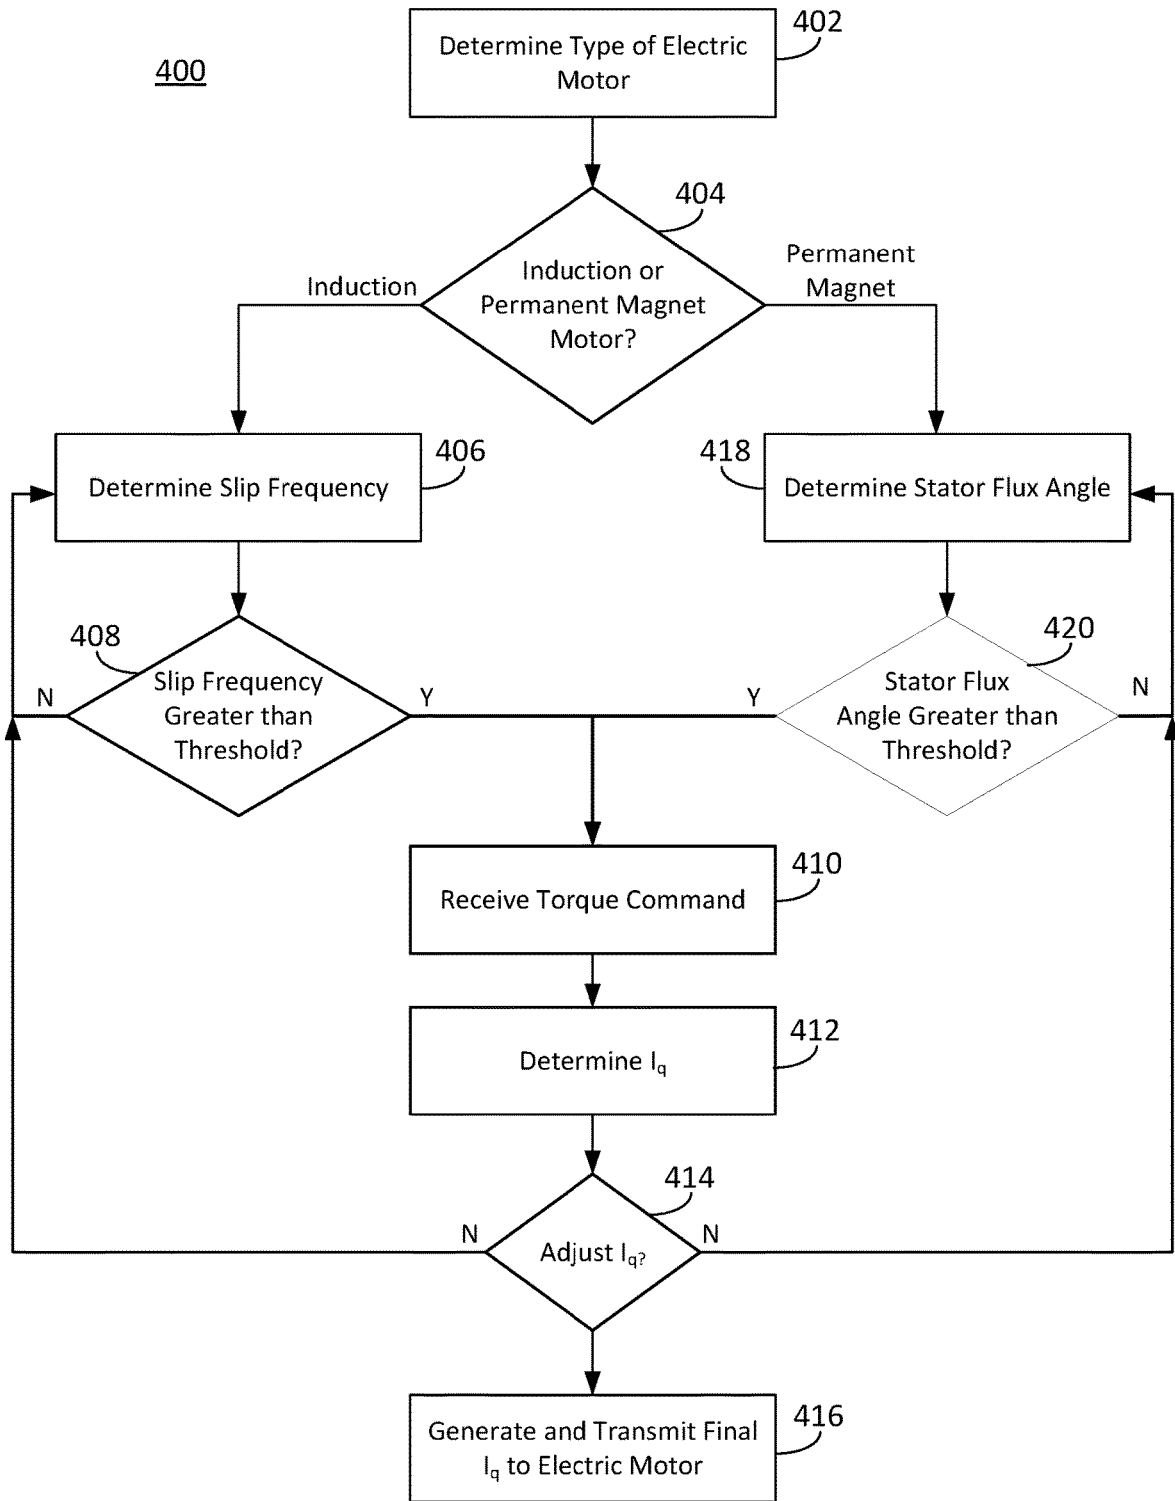 400
Determine Type of Electric
Motor
402
404
Induction or
Permanent Magnet
Motor?
Induction
Permanent
Magnet
Determine Slip Frequency
406
418
Determine Stator Flux Angle
408
Slip Frequency
Greater than
Threshold?
N
Y
420
Stator Flux
Angle Greater than
Threshold?
Y
N
Receive Torque Command
410
Determine Iq
412
414
Adjust Iq?
N
N
Generate and Transmit Final
Iq to Electric Motor
416